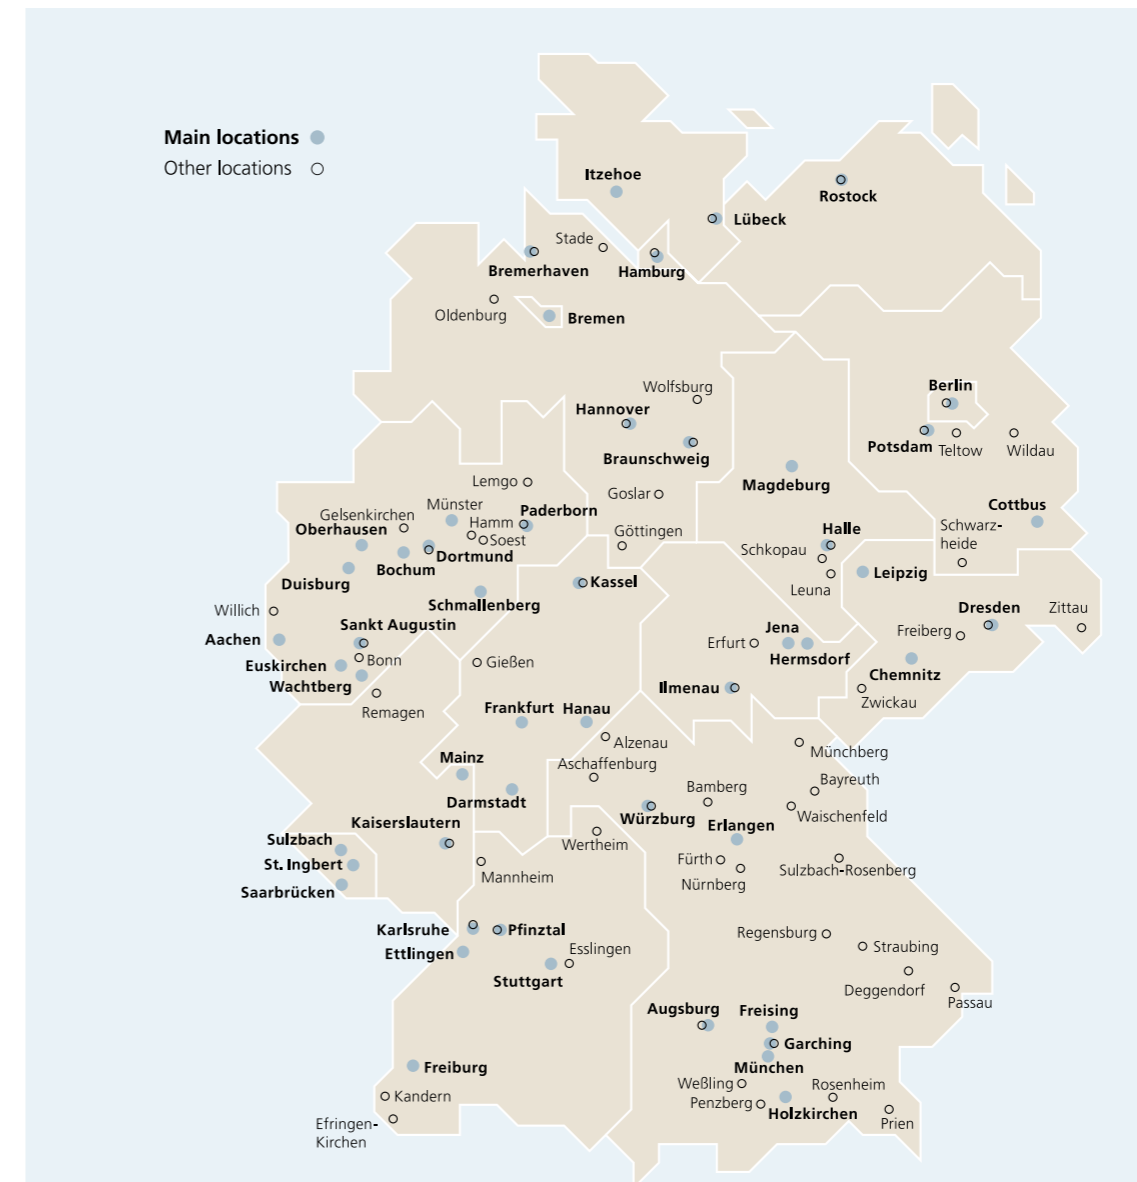 Main locations
Other locations
Itzehoe
Rostock
Lübeck
Stade
Bremerhaven
Hamburg
Oldenburg
Bremen
Wolfsburg
Berlin
Hannover
Potsdam
Teltow
Wildau
Braunschweig
Lemgo
Magdeburg
Goslar
Münster
Cottbus
Paderborn
Gelsenkirchen
Hamm
Schwarz-
heide
Oberhausen
Halle
Göttingen
Soest
Dortmund
Schkopau
Bochum
Leipzig
Duisburg
Kassel
Leuna
Schmallenberg
Willich
Dresden
Zittau
Sankt Augustin
Jena
Freiberg
Aachen
Erfurt
Hermsdorf
Bonn
Gießen
Euskirchen
Chemnitz
Wachtberg
Ilmenau
Zwickau
Remagen
Frankfurt
Hanau
Alzenau
Münchberg
Mainz
Aschaffenburg
Bayreuth
Bamberg
Darmstadt
Waischenfeld
Würzburg
Kaiserslautern
Erlangen
Sulzbach
Wertheim
Fürth
St. Ingbert
Sulzbach-Rosenberg
Mannheim
Nürnberg
Saarbrücken
Karlsruhe
Pfinztal
Regensburg
Straubing
Esslingen
Ettlingen
Stuttgart
Deggendorf
Passau
Augsburg
Freising
Garching
Freiburg
München
Weßling
Rosenheim
Kandern
Penzberg
Holzkirchen
Efringen-
Kirchen
Prien